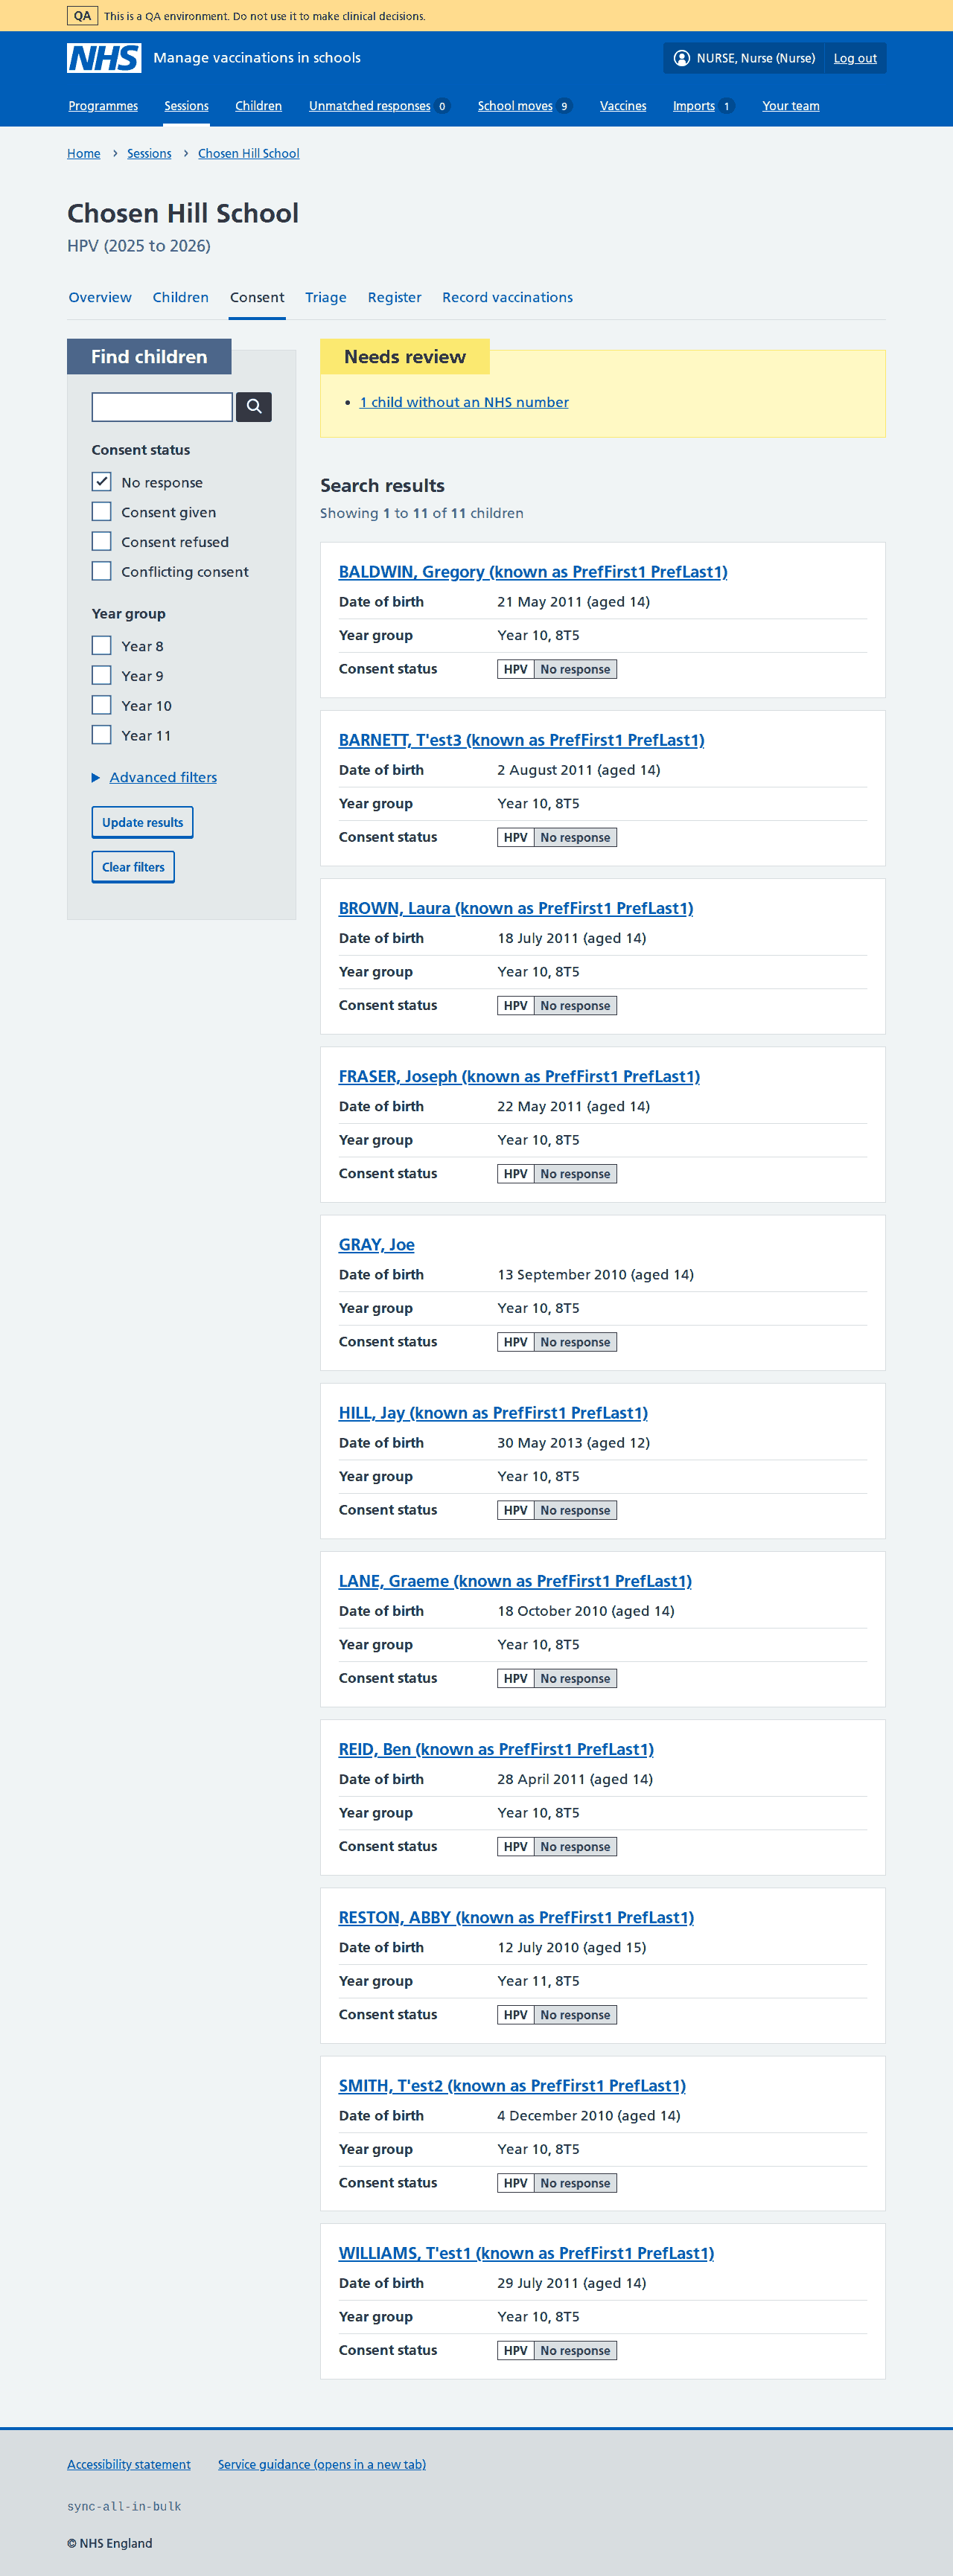 QA This is a QA environment. Do not use it to make clinical decisions.
NHS Manage vaccinations in schools NURSE, Nurse (Nurse) Log out
Programmes Sessions Children Unmatched responses 0 School moves 9 Vaccines Imports 1 Your team
Home Sessions Chosen Hill School
Chosen Hill School
HPV (2025 to 2026)
Overview Children Consent Triage Register Record vaccinations
Find children
Consent status
No response
Consent given
Consent refused
Conflicting consent
Year group
Year 8
Year 9
Year 10
Year 11
Advanced filters
Update results
Clear filters
Needs review
1 child without an NHS number
Search results
Showing 1 to 11 of 11 children
BALDWIN, Gregory (known as PrefFirst1 PrefLast1)
Date of birth 21 May 2011 (aged 14)
Year group Year 10, 8T5
Consent status HPV No response
BARNETT, T'est3 (known as PrefFirst1 PrefLast1)
Date of birth 2 August 2011 (aged 14)
Year group Year 10, 8T5
Consent status HPV No response
BROWN, Laura (known as PrefFirst1 PrefLast1)
Date of birth 18 July 2011 (aged 14)
Year group Year 10, 8T5
Consent status HPV No response
FRASER, Joseph (known as PrefFirst1 PrefLast1)
Date of birth 22 May 2011 (aged 14)
Year group Year 10, 8T5
Consent status HPV No response
GRAY, Joe
Date of birth 13 September 2010 (aged 14)
Year group Year 10, 8T5
Consent status HPV No response
HILL, Jay (known as PrefFirst1 PrefLast1)
Date of birth 30 May 2013 (aged 12)
Year group Year 10, 8T5
Consent status HPV No response
LANE, Graeme (known as PrefFirst1 PrefLast1)
Date of birth 18 October 2010 (aged 14)
Year group Year 10, 8T5
Consent status HPV No response
REID, Ben (known as PrefFirst1 PrefLast1)
Date of birth 28 April 2011 (aged 14)
Year group Year 10, 8T5
Consent status HPV No response
RESTON, ABBY (known as PrefFirst1 PrefLast1)
Date of birth 12 July 2010 (aged 15)
Year group Year 11, 8T5
Consent status HPV No response
SMITH, T'est2 (known as PrefFirst1 PrefLast1)
Date of birth 4 December 2010 (aged 14)
Year group Year 10, 8T5
Consent status HPV No response
WILLIAMS, T'est1 (known as PrefFirst1 PrefLast1)
Date of birth 29 July 2011 (aged 14)
Year group Year 10, 8T5
Consent status HPV No response
Accessibility statement Service guidance (opens in a new tab)
sync-all-in-bulk
© NHS England